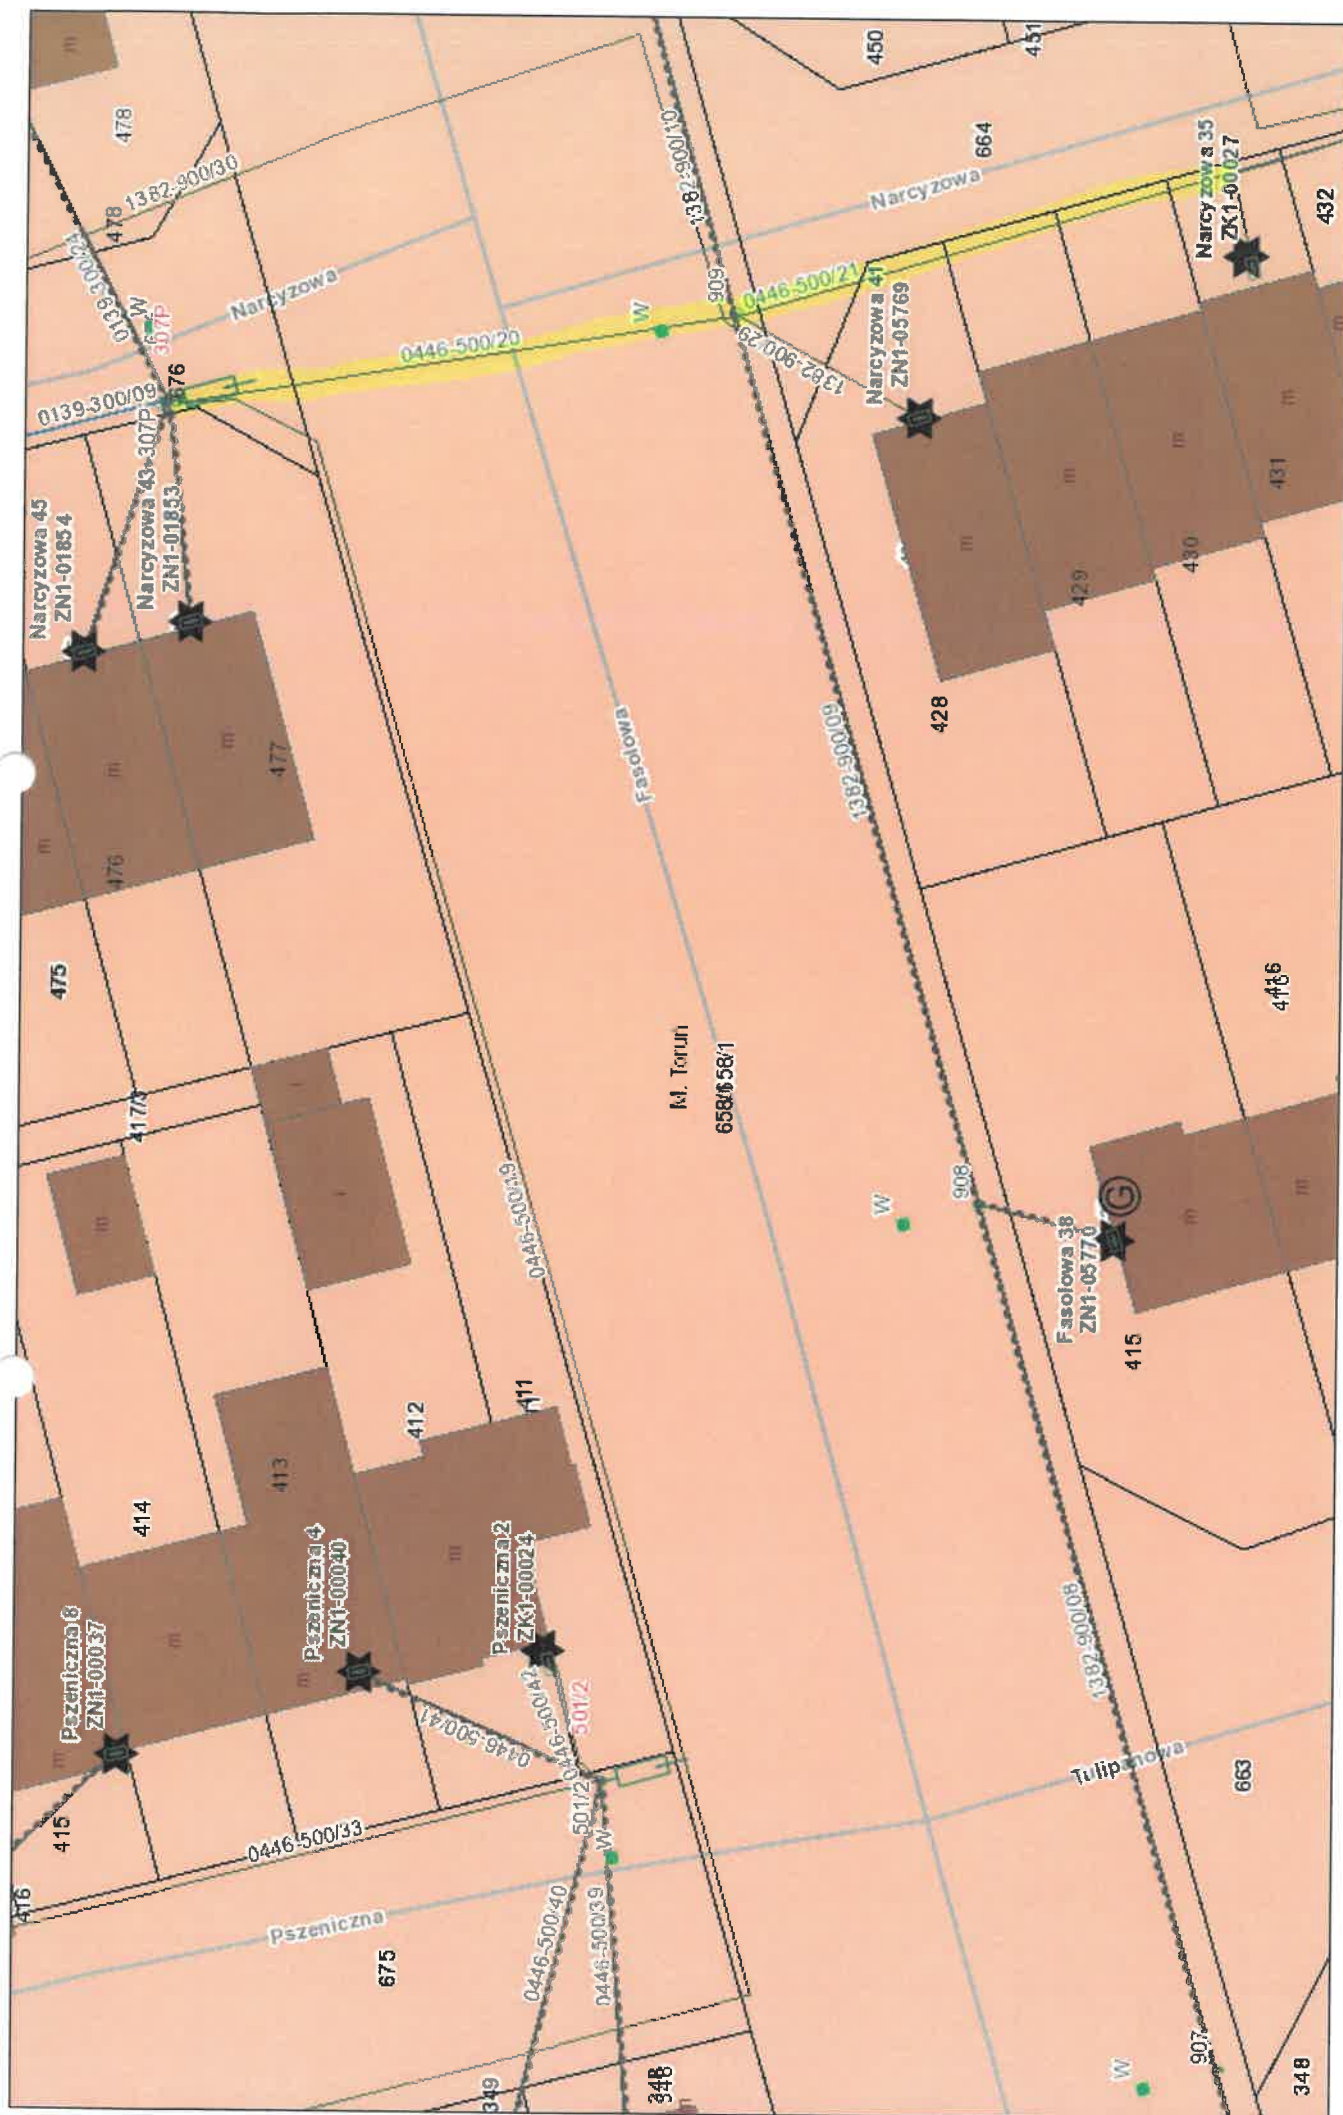 478
478
1382-900/30
0139-300/21
W
307P
676
0139-300/09
Narcyzowa
Narcyzowa 45
ZN1-01854
307P
Narcyzowa 43
ZN1-01853
0446-500/20
W
1382-900/10
909
0446-500/21
1382-900/29
Narcyzowa 41
ZN1-05769
450
451
664
Narcyzowa
Narcyzowa 35
ZK1-00027
432
m
m
m
m
477
476
475
Fasolowa
1382-900/09
m
m
m
m
m
429
430
431
428
417/3
m
i
i
0446-500/19
M. Toruń
658/1
658/1
W
908
416
416
G
m
m
Fasolowa 38
ZN1-05770
415
411
412
413
414
m
m
m
m
Pszeniczna 2
ZK1-00024
Pszeniczna 4
ZN1-00040
Pszeniczna 8
ZN1-00037
0446-500/41
0446-500/42
501/2
501/2
W
0446-500/33
415
416
Pszeniczna
675
0446-500/40
0446-500/39
349
348
m
1382-900/08
Tulipanowa
663
W
907
348